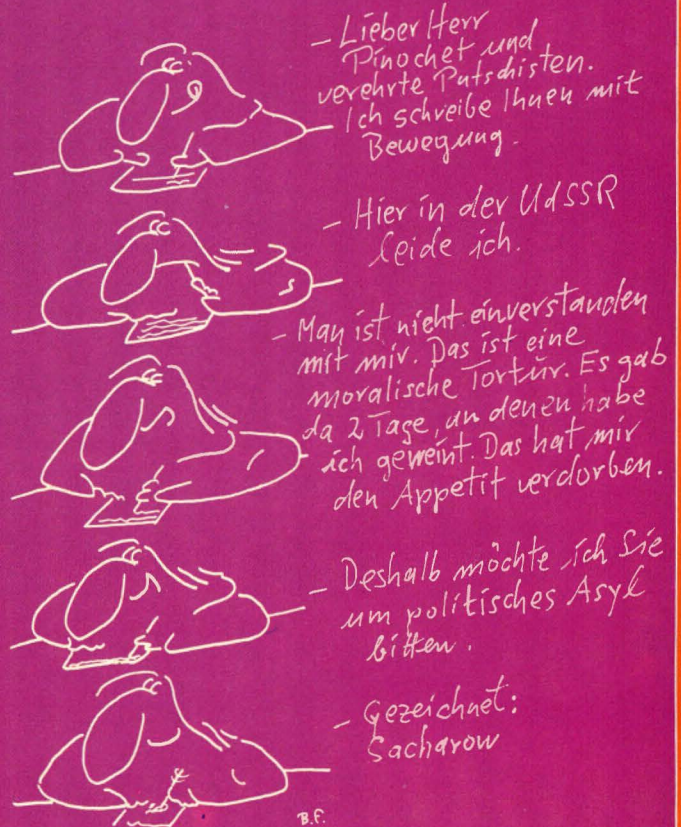 - Lieber Herr
Pinochet und
verehrte Putschisten.
Ich schreibe Ihnen mit
Bewegung.
- Hier in der UdSSR
leide ich.
- Man ist nicht einverstanden
mit mir. Das ist eine
moralische Tortur. Es gab
da 2 Tage, an denen habe
ich geweint. Das hat mir
den Appetit verdorben.
- Deshalb möchte ich Sie
um politisches Asyl
bitten.
- Gezeichnet:
Sacharow
B.F.